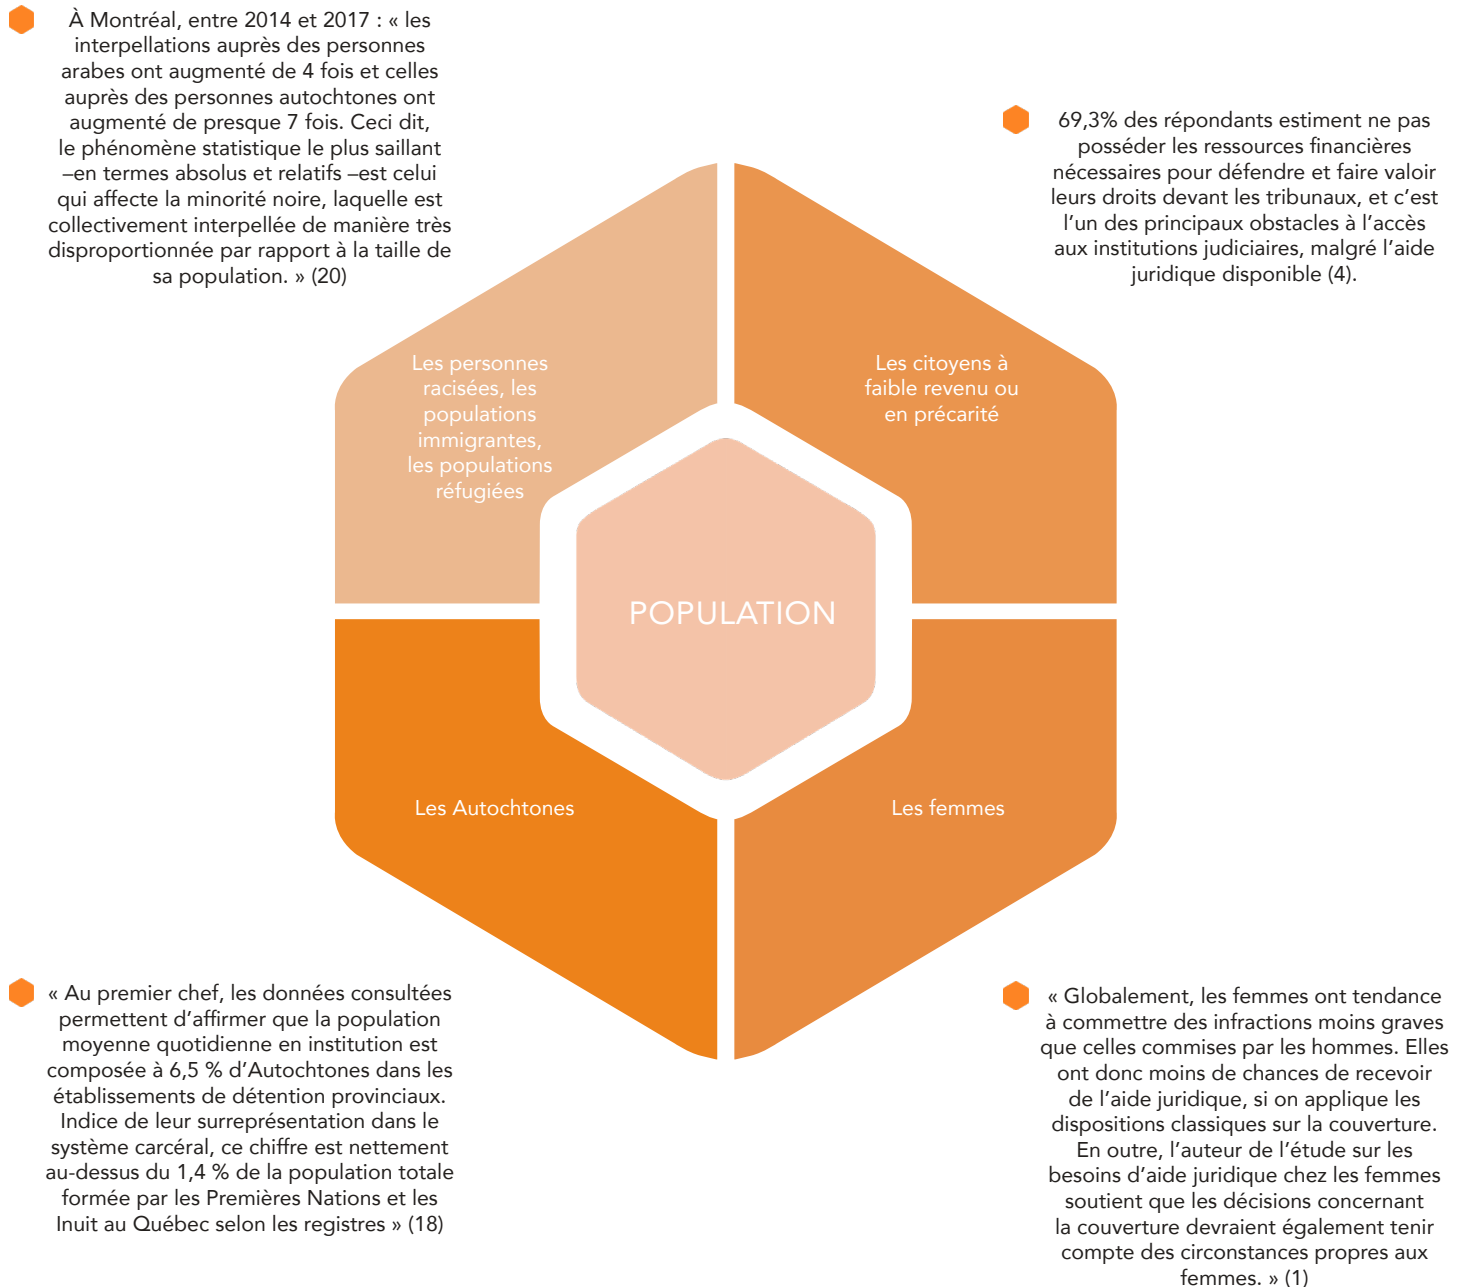 À Montréal, entre 2014 et 2017 : « les
interpellations auprès des personnes
arabes ont augmenté de 4 fois et celles
auprès des personnes autochtones ont
augmenté de presque 7 fois. Ceci dit,
le phénomène statistique le plus saillant
–en termes absolus et relatifs –est celui
qui affecte la minorité noire, laquelle est
collectivement interpellée de manière très
disproportionnée par rapport à la taille de
sa population. » (20)
69,3% des répondants estiment ne pas
posséder les ressources financières
nécessaires pour défendre et faire valoir
leurs droits devant les tribunaux, et c’est
l’un des principaux obstacles à l’accès
aux institutions judiciaires, malgré l’aide
juridique disponible (4).
Les personnes
racisées, les
populations
immigrantes,
les populations
réfugiées
Les citoyens à
faible revenu ou
en précarité
POPULATION
Les Autochtones
Les femmes
« Au premier chef, les données consultées
permettent d’affirmer que la population
moyenne quotidienne en institution est
composée à 6,5 % d’Autochtones dans les
établissements de détention provinciaux.
Indice de leur surreprésentation dans le
système carcéral, ce chiffre est nettement
au-dessus du 1,4 % de la population totale
formée par les Premières Nations et les
Inuit au Québec selon les registres » (18)
« Globalement, les femmes ont tendance
à commettre des infractions moins graves
que celles commises par les hommes. Elles
ont donc moins de chances de recevoir
de l’aide juridique, si on applique les
dispositions classiques sur la couverture.
En outre, l’auteur de l’étude sur les
besoins d’aide juridique chez les femmes
soutient que les décisions concernant
la couverture devraient également tenir
compte des circonstances propres aux
femmes. » (1)